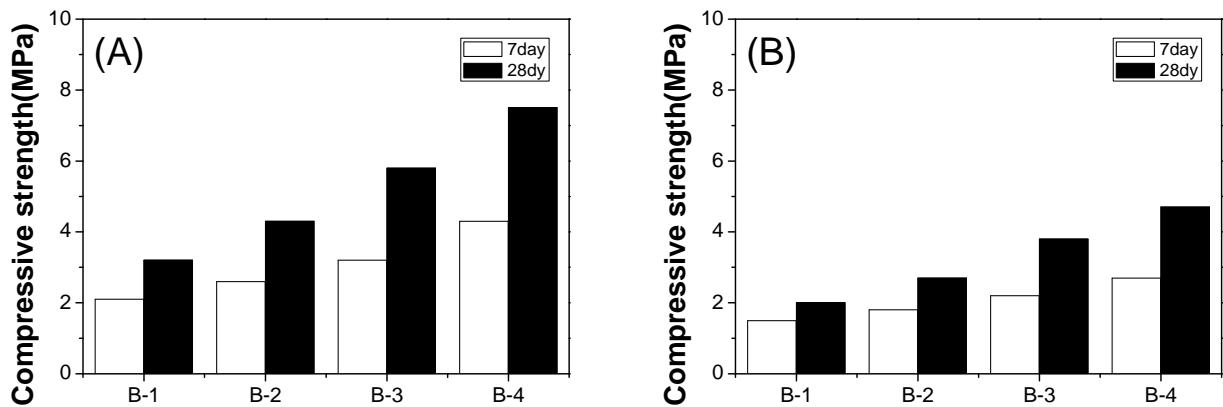 Compressive strength(MPa)
10
8
6
4
2
0
(A)
7day
28dy
B-1 B-2 B-3 B-4
Compressive strength(MPa)
10
8
6
4
2
0
(B)
7day
28dy
B-1 B-2 B-3 B-4